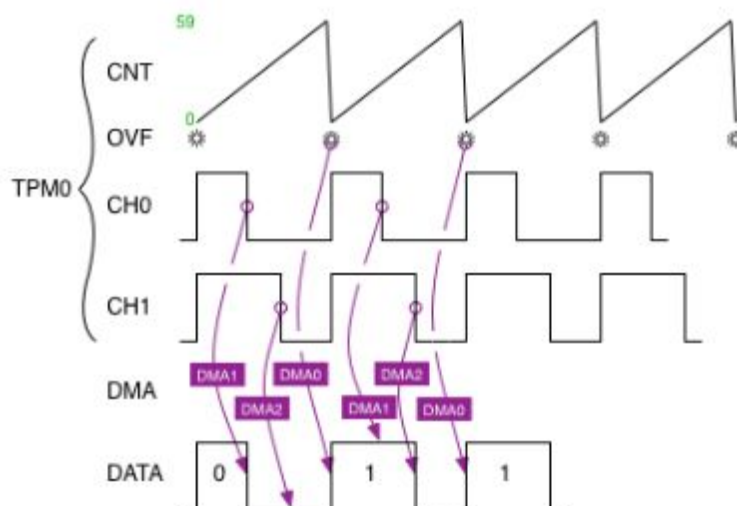 59
CNT
0
OVF
TPM0
CH0
CH1
DMA1 DMA0 DMA2
DMA
DMA2 DMA1 DMA0
DATA 0 1 1